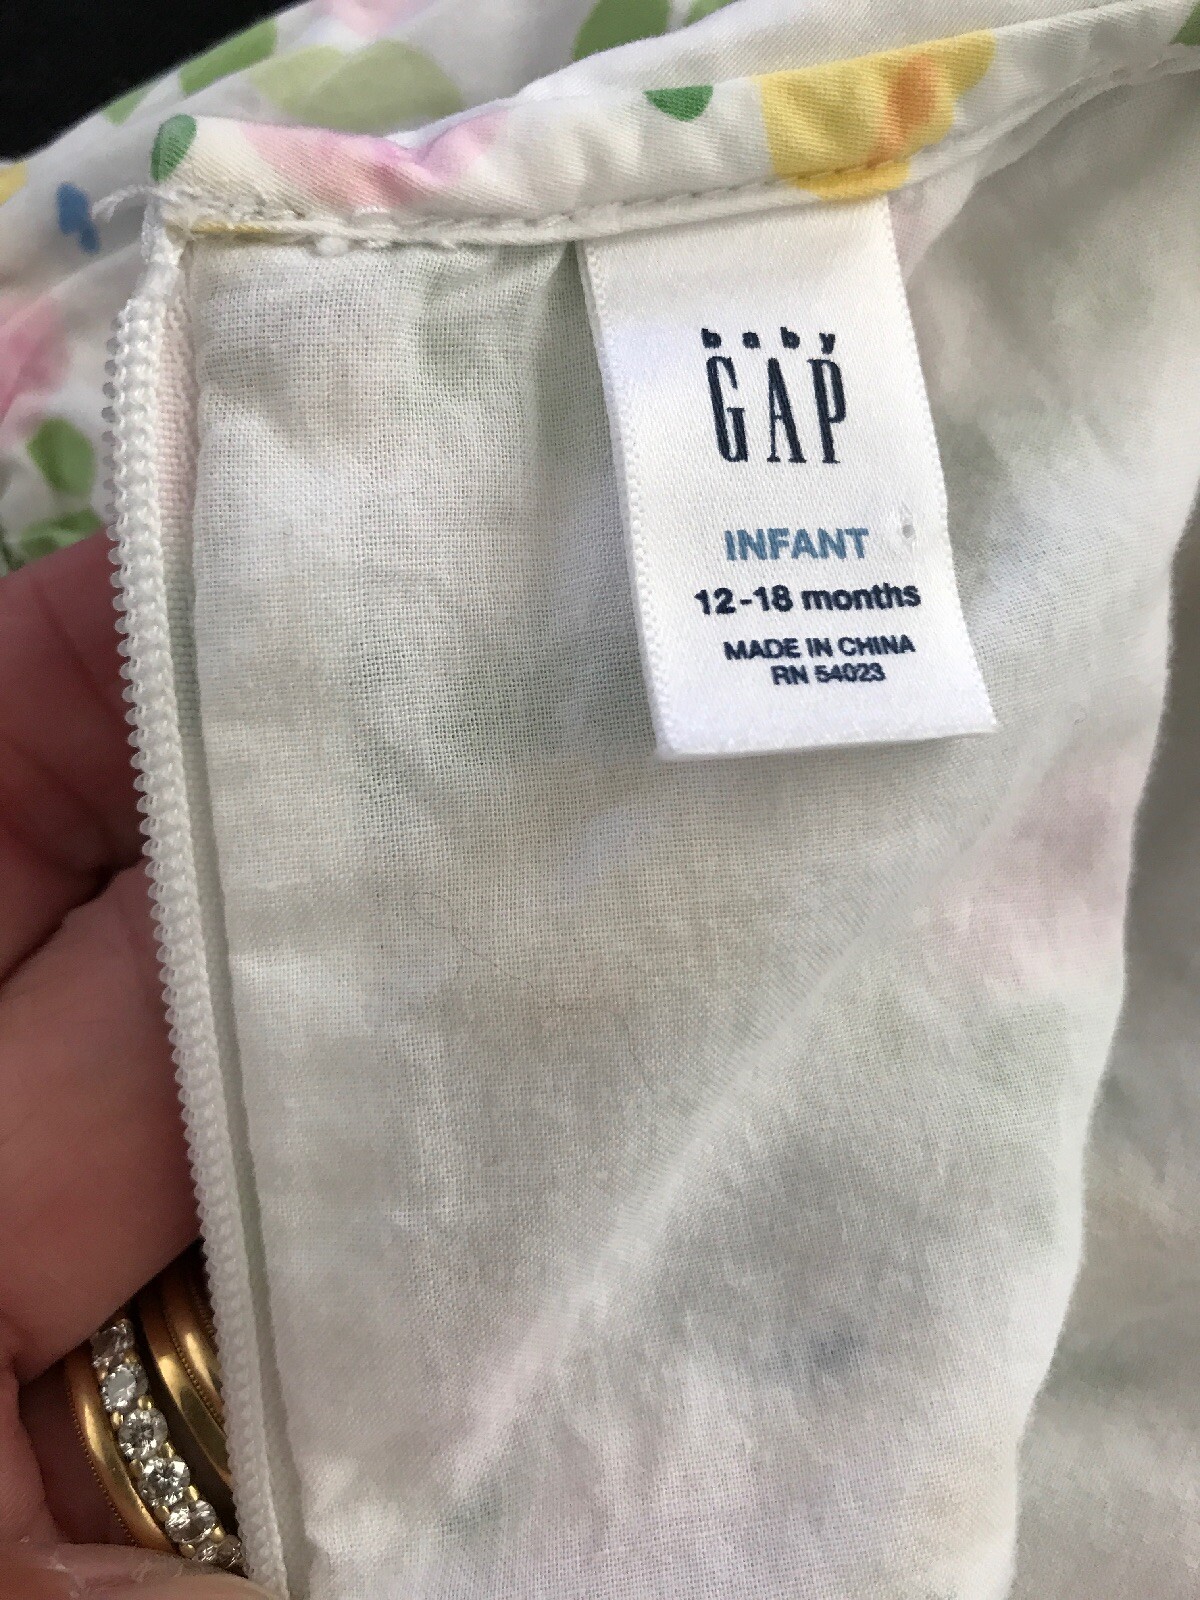 baby
GAP
INFANT
12-18 months
MADE IN CHINA
RN 54023